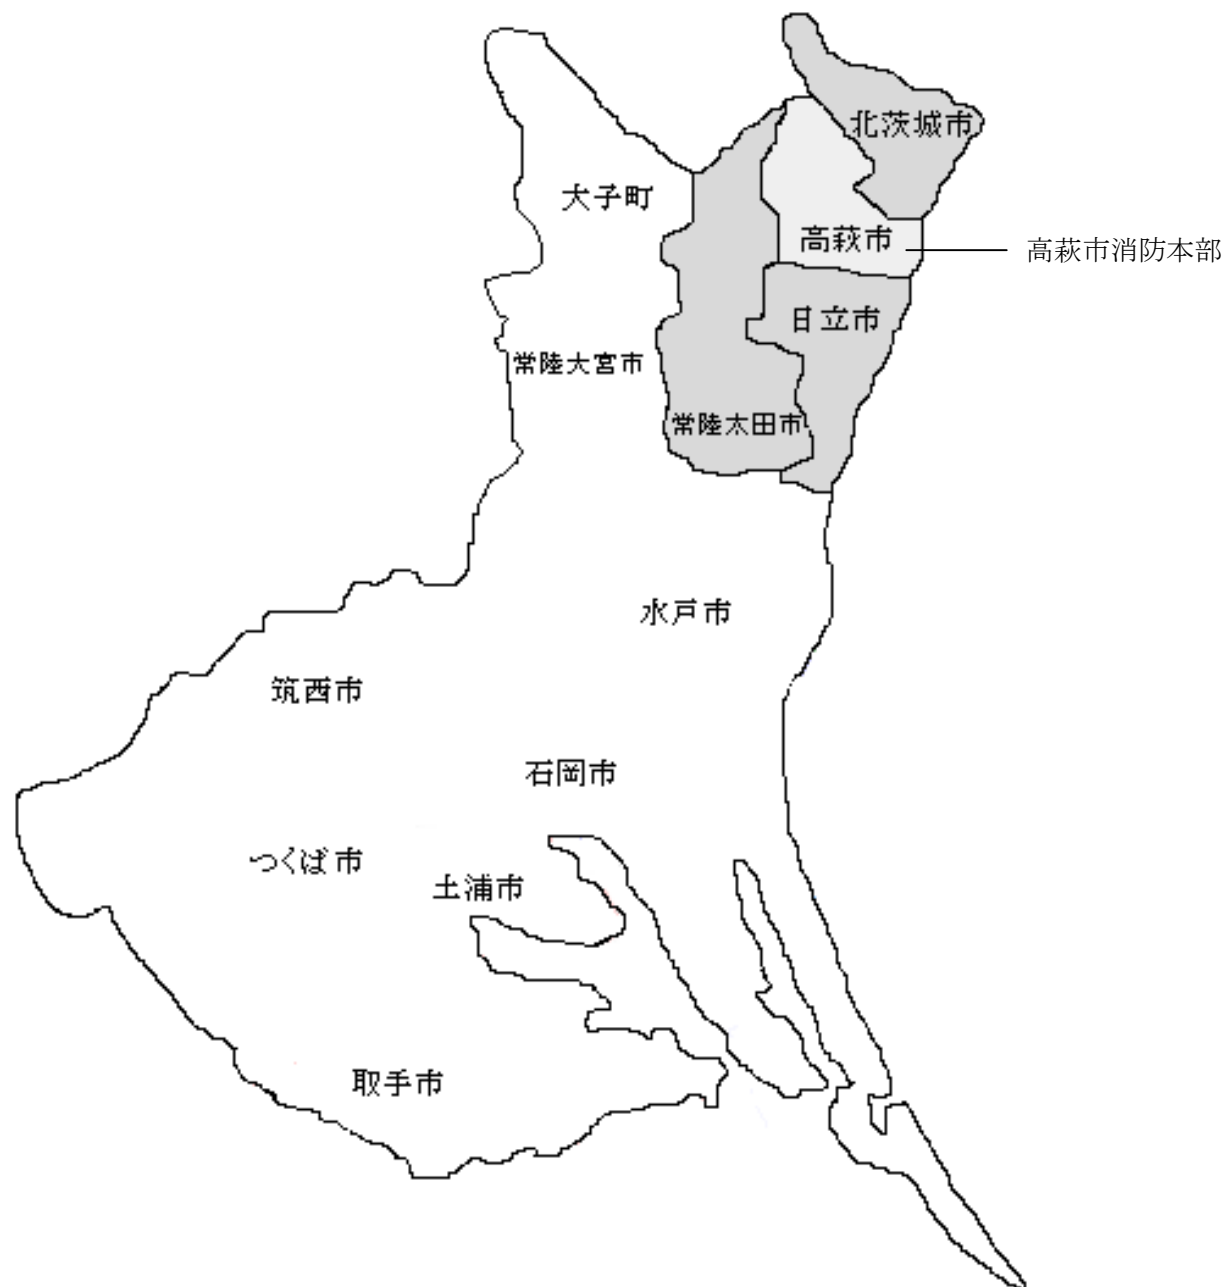 北茨城市
大子町
高萩市
高萩市消防本部
日立市
常陸大宮市
常陸太田市
水戸市
筑西市
石岡市
つくば市
土浦市
取手市